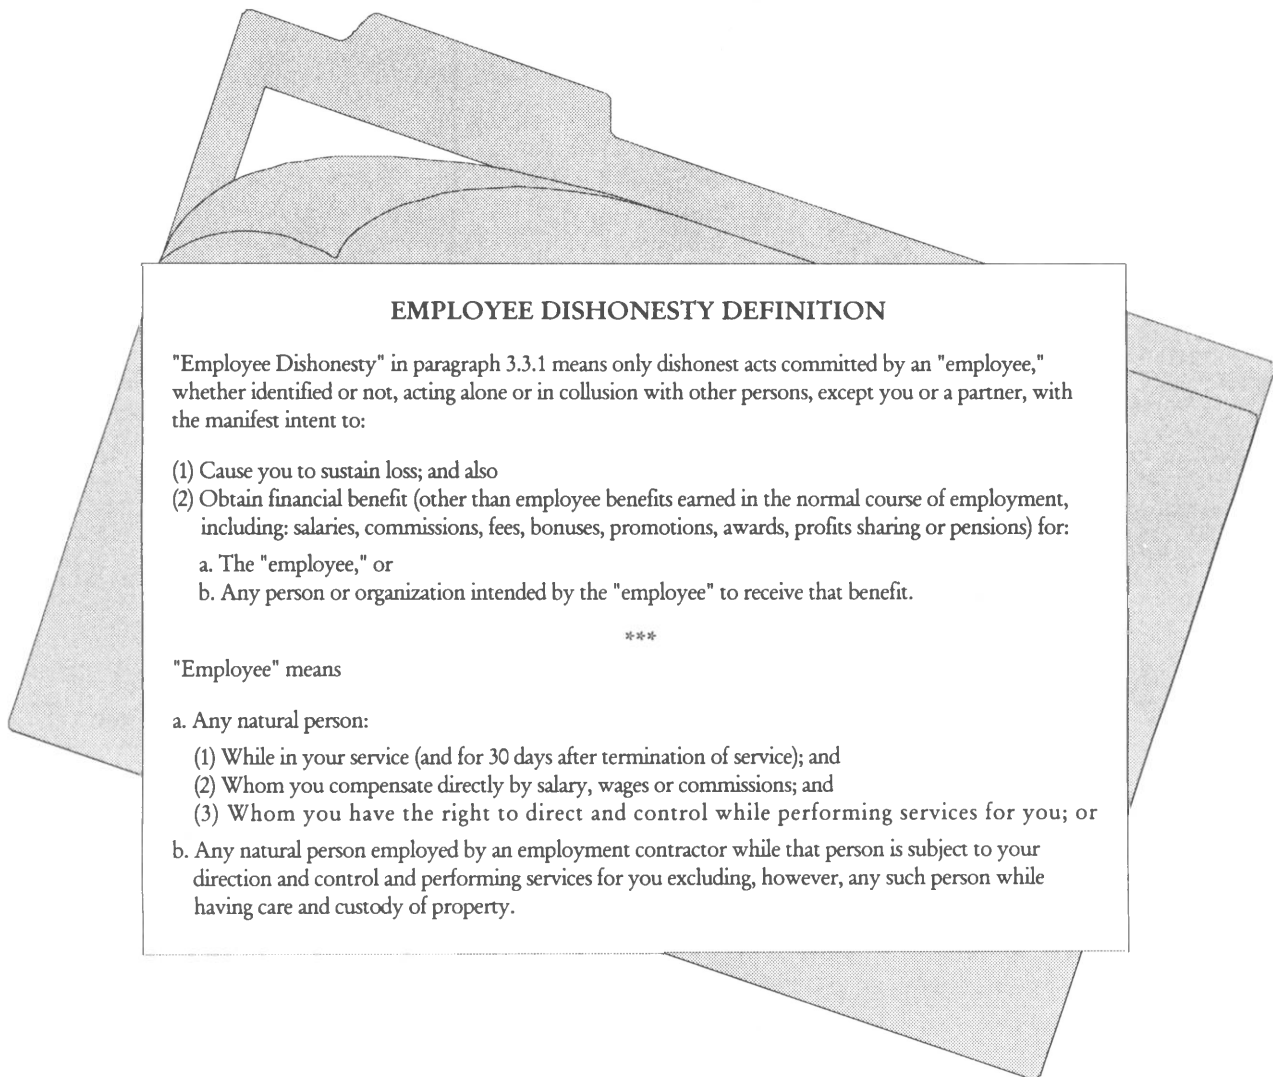 EMPLOYEE DISHONESTY DEFINITION
"Employee Dishonesty" in paragraph 3.3.1 means only dishonest acts committed by an "employee,"
whether identified or not, acting alone or in collusion with other persons, except you or a partner, with
the manifest intent to:
(1) Cause you to sustain loss; and also
(2) Obtain financial benefit (other than employee benefits earned in the normal course of employment,
including: salaries, commissions, fees, bonuses, promotions, awards, profits sharing or pensions) for:
a. The "employee," or
b. Any person or organization intended by the "employee" to receive that benefit.
***
"Employee" means
a. Any natural person:
(1) While in your service (and for 30 days after termination of service); and
(2) Whom you compensate directly by salary, wages or commissions; and
(3) Whom you have the right to direct and control while performing services for you; or
b. Any natural person employed by an employment contractor while that person is subject to your
direction and control and performing services for you excluding, however, any such person while
having care and custody of property.